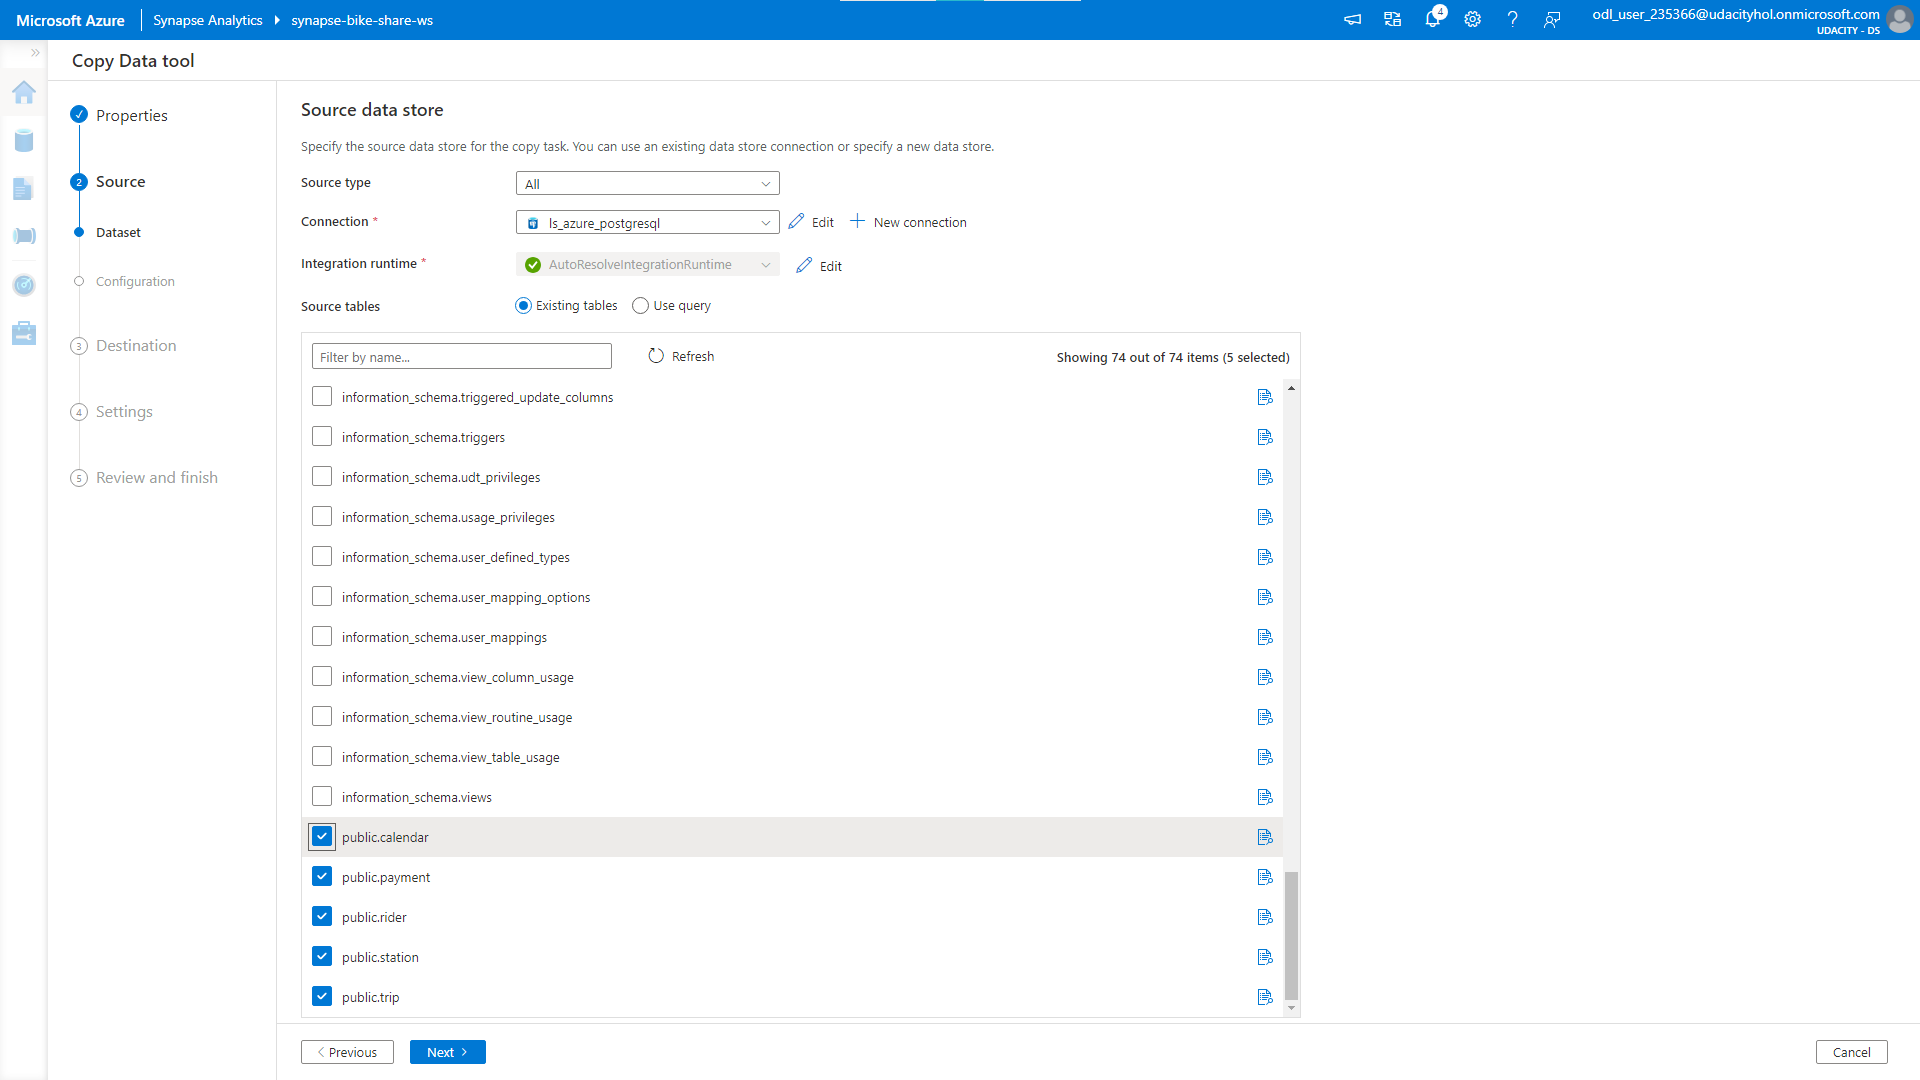 Microsoft Azure
Synapse Analytics
synapse-bike-share-ws
4
odl_user_235366@udacityhol.onmicrosoft.com
UDACITY - DS
Copy Data tool
Properties
2 Source
Dataset
Configuration
3 Destination
4 Settings
5 Review and finish
Source data store
Specify the source data store for the copy task. You can use an existing data store connection or specify a new data store.
Source type
All
Connection *
ls_azure_postgresql
Edit
New connection
Integration runtime *
AutoResolveIntegrationRuntime
Edit
Source tables
Existing tables
Use query
Filter by name...
Refresh
Showing 74 out of 74 items (5 selected)
information_schema.triggered_update_columns
information_schema.triggers
information_schema.udt_privileges
information_schema.usage_privileges
information_schema.user_defined_types
information_schema.user_mapping_options
information_schema.user_mappings
information_schema.view_column_usage
information_schema.view_routine_usage
information_schema.view_table_usage
information_schema.views
public.calendar
public.payment
public.rider
public.station
public.trip
Previous
Next
Cancel